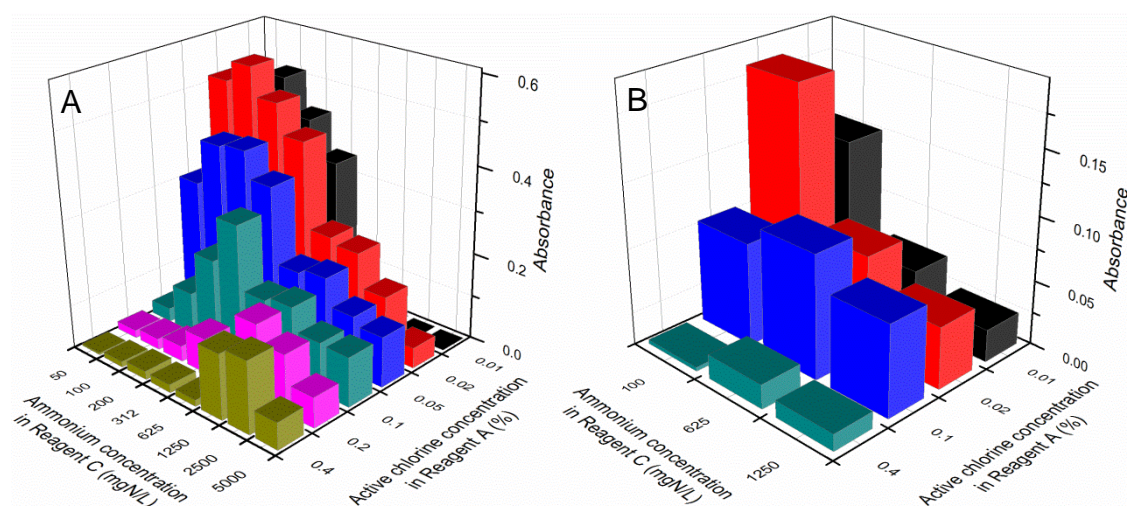 A
0.6
0.4
0.2
0.0
Absorbance
50
100
200
312
625
1250
2500
5000
Ammonium concentration
in Reagent C (mgN/L)
0.01
0.02
0.05
0.1
0.2
0.4
Active chlorine concentration
in Reagent A (%)
B
0.15
0.10
0.05
0.00
Absorbance
100
625
1250
Ammonium concentration
in Reagent C (mgN/L)
0.01
0.02
0.1
0.4
Active chlorine concentration
in Reagent A (%)